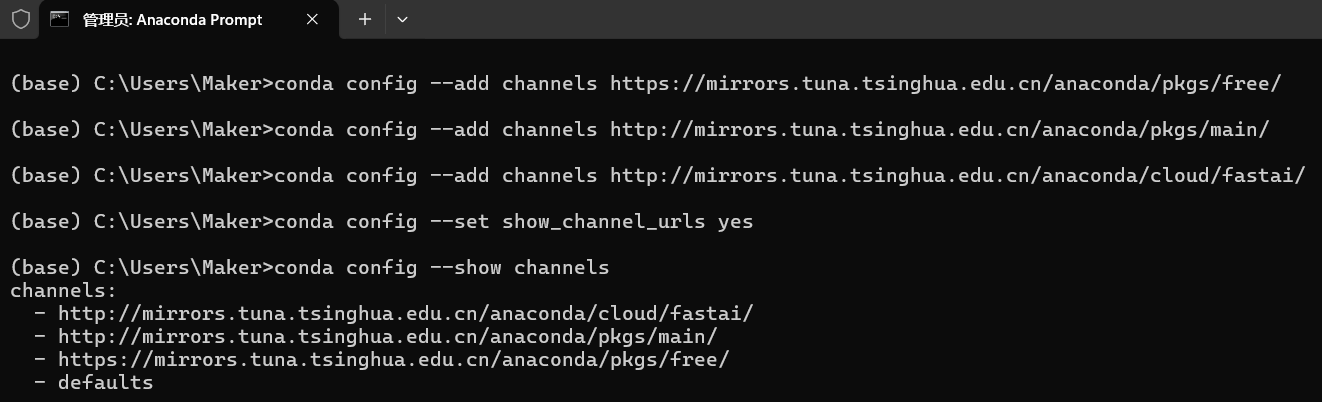 管理员: Anaconda Prompt
(base) C:\Users\Maker>conda config --add channels https://mirrors.tuna.tsinghua.edu.cn/anaconda/pkgs/free/
(base) C:\Users\Maker>conda config --add channels http://mirrors.tuna.tsinghua.edu.cn/anaconda/pkgs/main/
(base) C:\Users\Maker>conda config --add channels http://mirrors.tuna.tsinghua.edu.cn/anaconda/cloud/fastai/
(base) C:\Users\Maker>conda config --set show_channel_urls yes
(base) C:\Users\Maker>conda config --show channels
channels:
  - http://mirrors.tuna.tsinghua.edu.cn/anaconda/cloud/fastai/
  - http://mirrors.tuna.tsinghua.edu.cn/anaconda/pkgs/main/
  - https://mirrors.tuna.tsinghua.edu.cn/anaconda/pkgs/free/
  - defaults